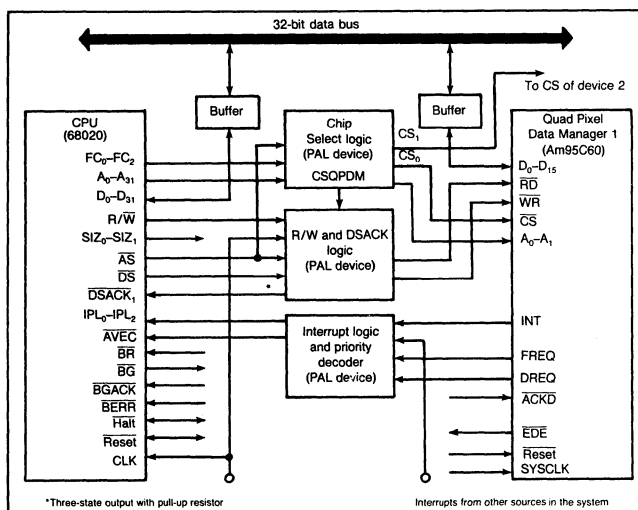 32-bit data bus
To CS of device 2
Buffer
Buffer
CPU
(68020)
Chip
Select logic
(PAL device)
CSQPDM
CS₁
CS₀
Quad Pixel
Data Manager 1
(Am95C60)
FC₀–FC₂
A₀–A₃₁
D₀–D₃₁
R/W
SIZ₀–SIZ₁
AS
DS
DSACK₁
*
IPL₀–IPL₂
AVEC
BR
BG
BGACK
BERR
Halt
Reset
CLK
R/W and DSACK
logic
(PAL device)
Interrupt logic
and priority
decoder
(PAL device)
D₀–D₁₅
RD
WR
CS
A₀–A₁
INT
FREQ
DREQ
ACKD
EDE
Reset
SYSCLK
*Three-state output with pull-up resistor
Interrupts from other sources in the system